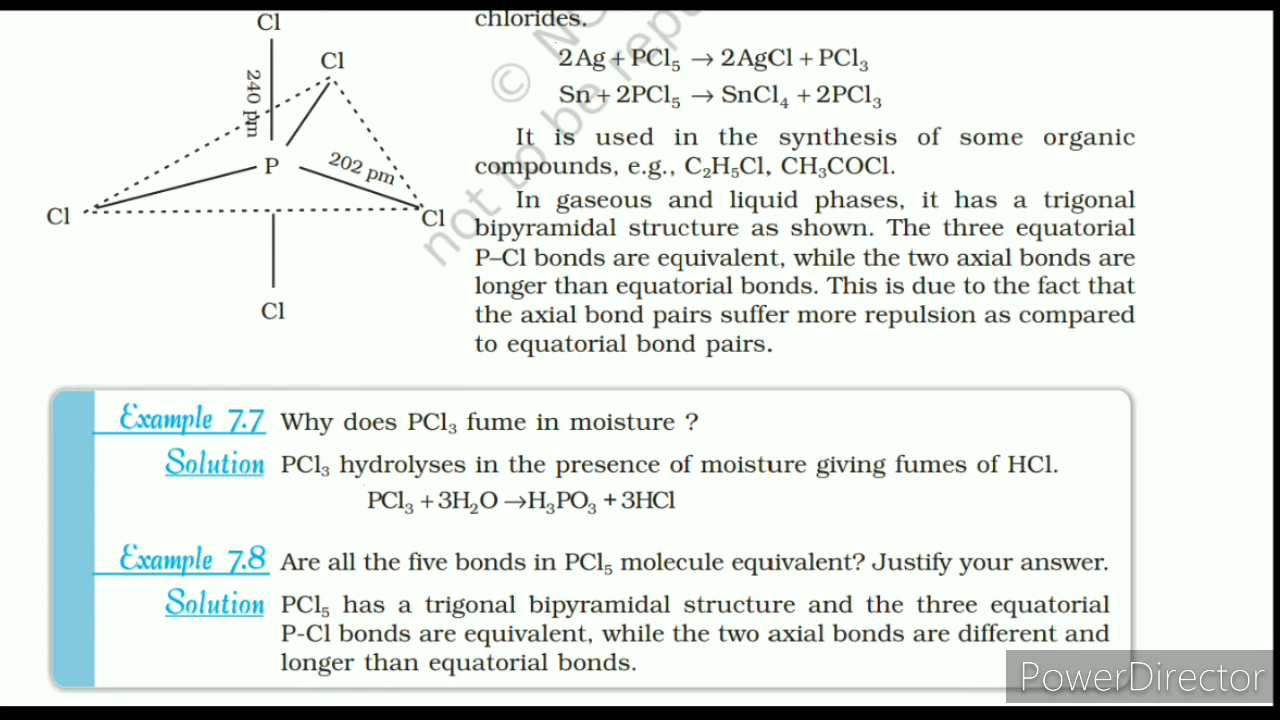 Cl
Cl
240 pm
P
202 pm
Cl
Cl
Cl
chlorides.
2Ag + PCl₅ → 2AgCl + PCl₃
Sn + 2PCl₅ → SnCl₄ + 2PCl₃
It is used in the synthesis of some organic
compounds, e.g., C₂H₅Cl, CH₃COCl.
In gaseous and liquid phases, it has a trigonal
bipyramidal structure as shown. The three equatorial
P–Cl bonds are equivalent, while the two axial bonds are
longer than equatorial bonds. This is due to the fact that
the axial bond pairs suffer more repulsion as compared
to equatorial bond pairs.
© N
not to be repu
Example 7.7 Why does PCl₃ fume in moisture ?
Solution PCl₃ hydrolyses in the presence of moisture giving fumes of HCl.
PCl₃ + 3H₂O → H₃PO₃ + 3HCl
Example 7.8 Are all the five bonds in PCl₅ molecule equivalent? Justify your answer.
Solution PCl₅ has a trigonal bipyramidal structure and the three equatorial
P-Cl bonds are equivalent, while the two axial bonds are different and
longer than equatorial bonds.
PowerDirector